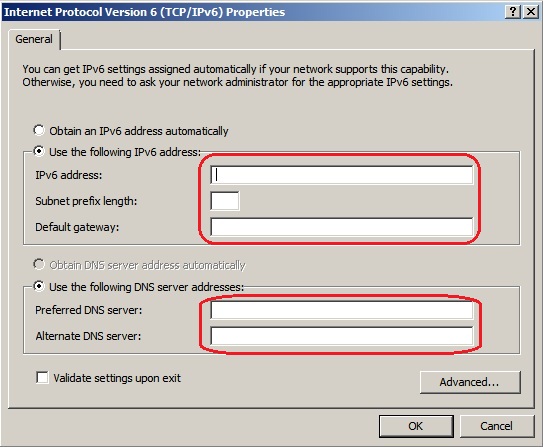 Internet Protocol Version 6 (TCP/IPv6) Properties
General
You can get IPv6 settings assigned automatically if your network supports this capability.
Otherwise, you need to ask your network administrator for the appropriate IPv6 settings.
Obtain an IPv6 address automatically
Use the following IPv6 address:
IPv6 address:
Subnet prefix length:
Default gateway:
Obtain DNS server address automatically
Use the following DNS server addresses:
Preferred DNS server:
Alternate DNS server:
Validate settings upon exit
Advanced...
OK Cancel